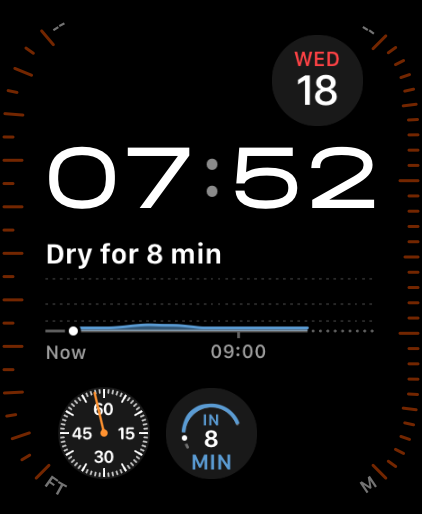 --
--
WED
18
07:52
Dry for 8 min
Now
09:00
60
45
15
30
IN
8
MIN
FT
M